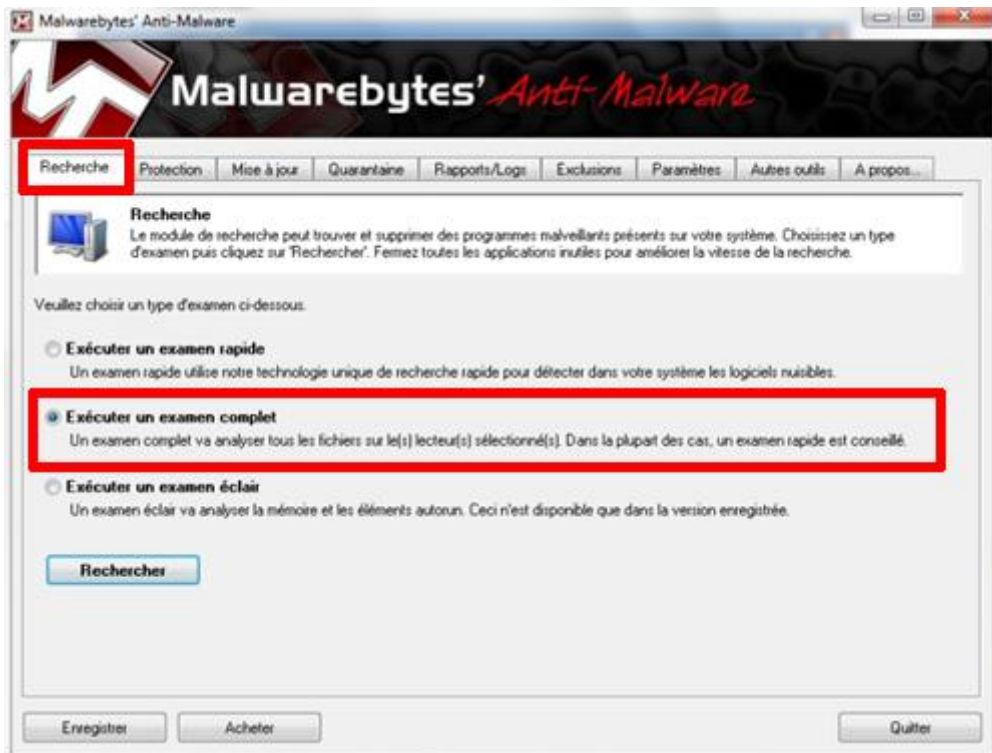 Malwarebytes' Anti-Malware
Malwarebytes' Anti-Malware
Recherche
Protection
Mise à jour
Quarantaine
Rapports/Logs
Exclusions
Paramètres
Autres outils
A propos...
Recherche
Le module de recherche peut trouver et supprimer des programmes malveillants présents sur votre système. Choisissez un type
d'examen puis cliquez sur 'Rechercher'. Fermez toutes les applications inutiles pour améliorer la vitesse de la recherche.
Veuillez choisir un type d'examen ci-dessous.
Exécuter un examen rapide
Un examen rapide utilise notre technologie unique de recherche rapide pour détecter dans votre système les logiciels nuisibles.
Exécuter un examen complet
Un examen complet va analyser tous les fichiers sur le(s) lecteur(s) sélectionné(s). Dans la plupart des cas, un examen rapide est conseillé.
Exécuter un examen éclair
Un examen éclair va analyser la mémoire et les éléments autorun. Ceci n'est disponible que dans la version enregistrée.
Rechercher
Enregistrer
Acheter
Quitter